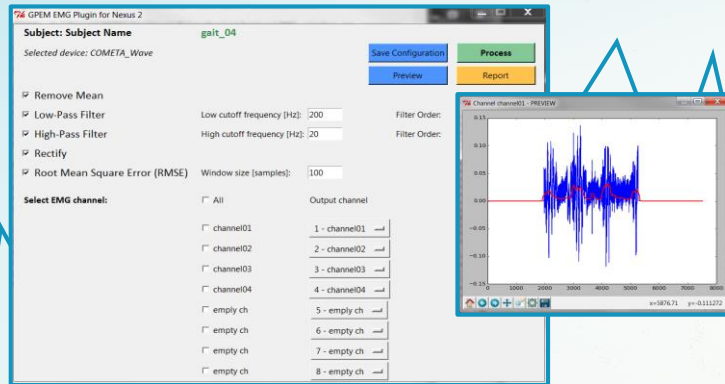 GPEM EMG Plugin for Nexus 2
Subject: Subject Name gait_04
Selected device: COMETA_Wave Save Configuration Process
Preview Report
Remove Mean
Low-Pass Filter Low cutoff frequency [Hz]: 200 Filter Order:
High-Pass Filter High cutoff frequency [Hz]: 20 Filter Order:
Rectify
Root Mean Square Error (RMSE) Window size [samples]: 100
Select EMG channel: All Output channel
channel01 1 - channel01
channel02 2 - channel02
channel03 3 - channel03
channel04 4 - channel04
emply ch 5 - emply ch
empty ch 6 - empty ch
empty ch 7 - empty ch
empty ch 8 - empty ch
Channel channel01 - PREVIEW
0.15
0.10
0.05
0.00
−0.05
−0.10
−0.15
0 1000 2000 3000 4000 5000 6000 7000 8000
x=5876.71 y=-0.111272